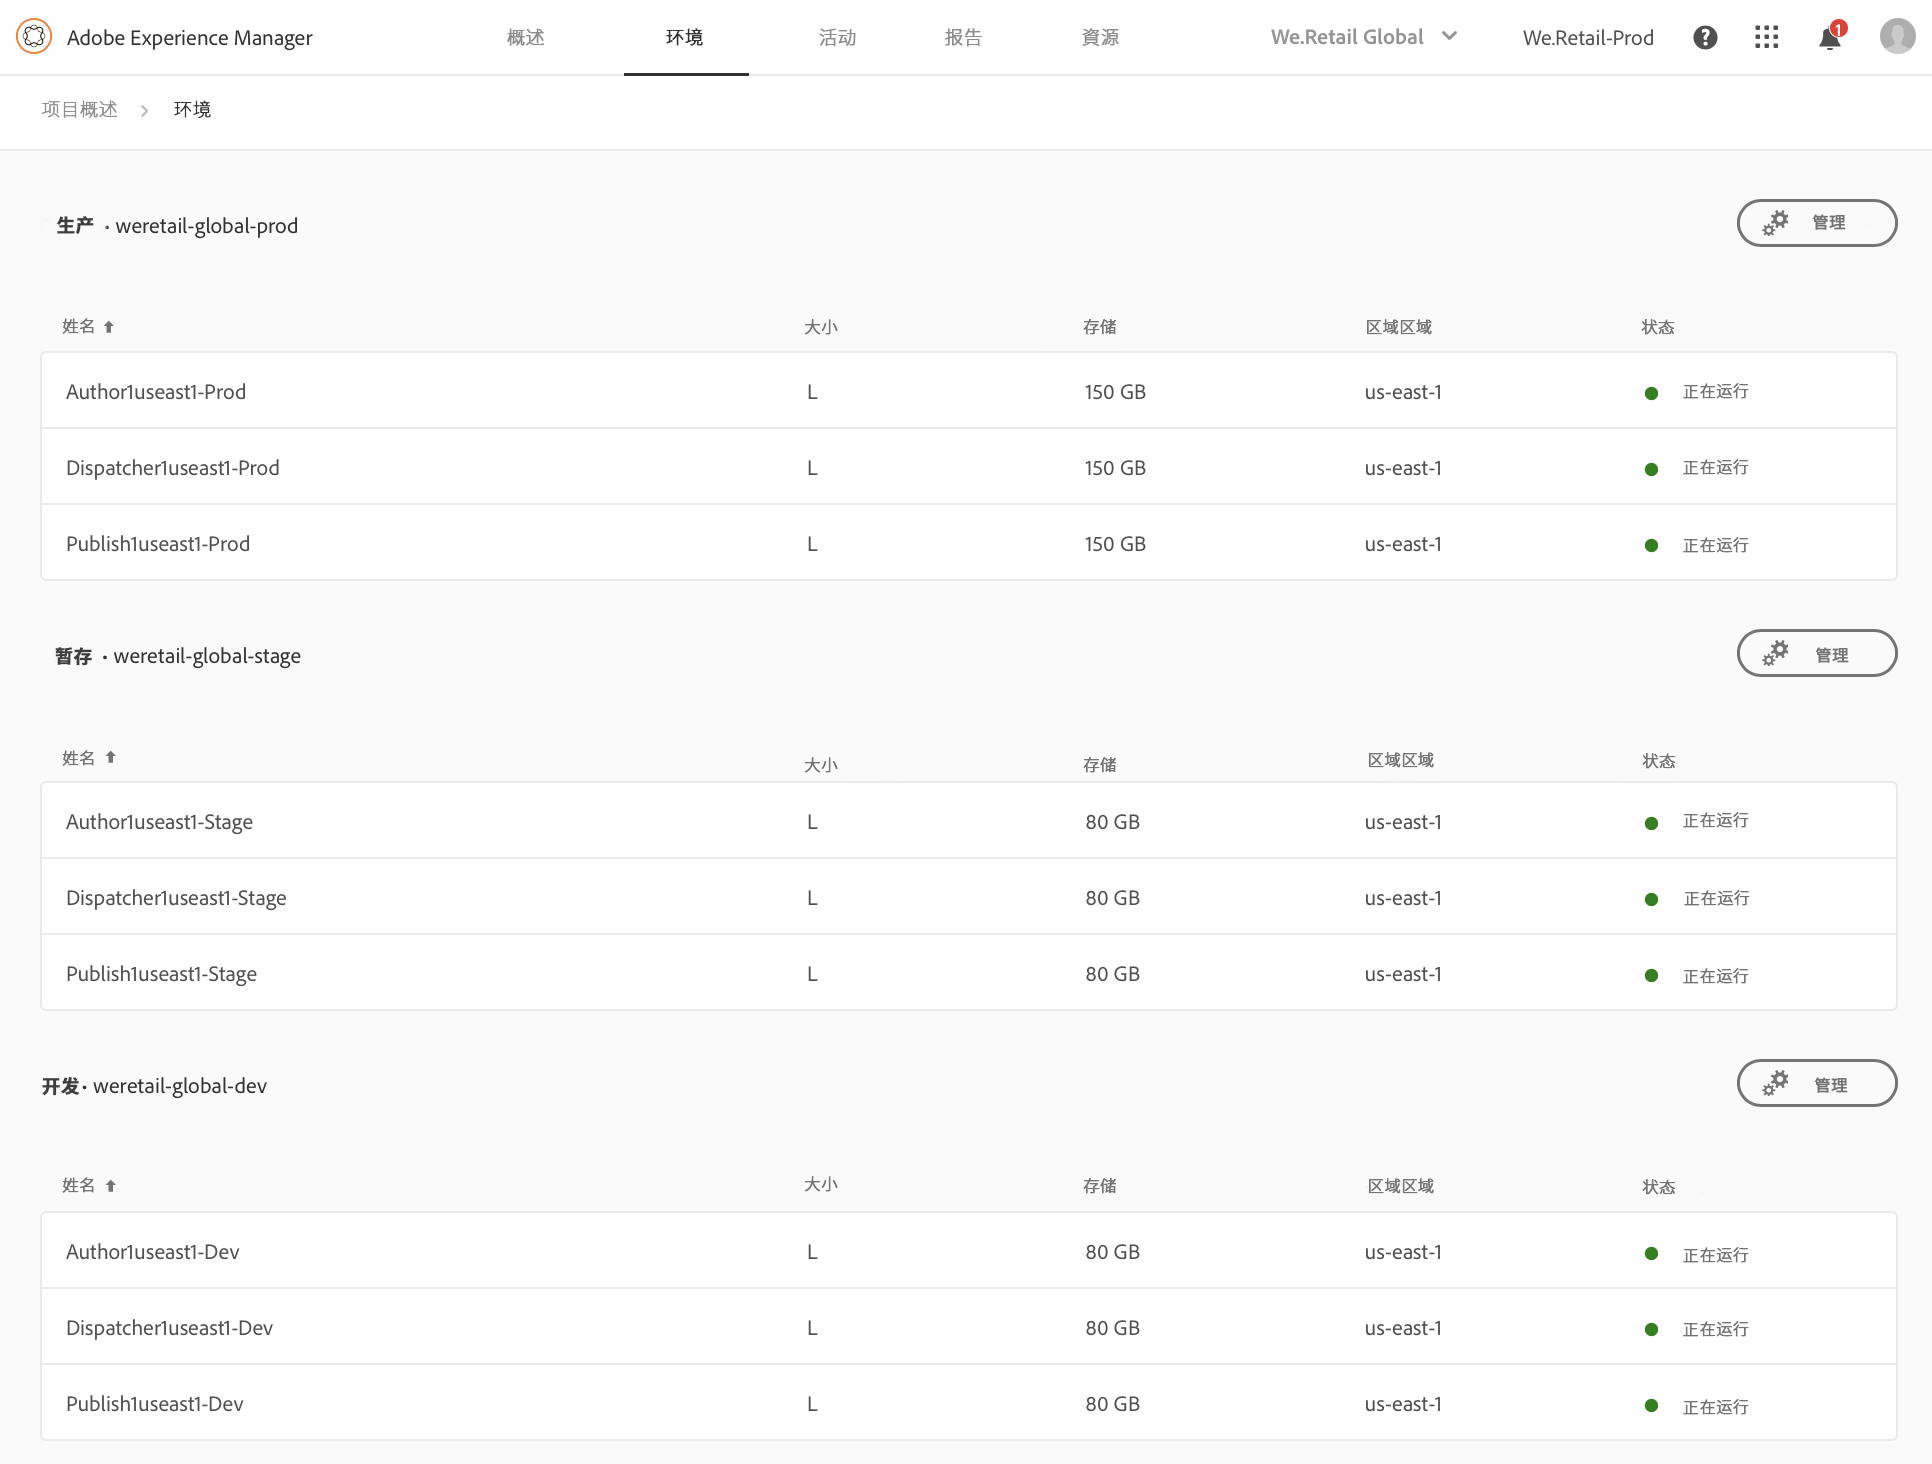 Adobe Experience Manager 概述 环境 活动 报告 資源 We.Retail Global We.Retail-Prod 1
项目概述 环境
生产 · weretail-global-prod 管理
姓名 大小 存储 区域区域 状态
Author1useast1-Prod L 150 GB us-east-1 正在运行
Dispatcher1useast1-Prod L 150 GB us-east-1 正在运行
Publish1useast1-Prod L 150 GB us-east-1 正在运行
暂存 · weretail-global-stage 管理
姓名 大小 存储 区域区域 状态
Author1useast1-Stage L 80 GB us-east-1 正在运行
Dispatcher1useast1-Stage L 80 GB us-east-1 正在运行
Publish1useast1-Stage L 80 GB us-east-1 正在运行
开发· weretail-global-dev 管理
姓名 大小 存储 区域区域 状态
Author1useast1-Dev L 80 GB us-east-1 正在运行
Dispatcher1useast1-Dev L 80 GB us-east-1 正在运行
Publish1useast1-Dev L 80 GB us-east-1 正在运行